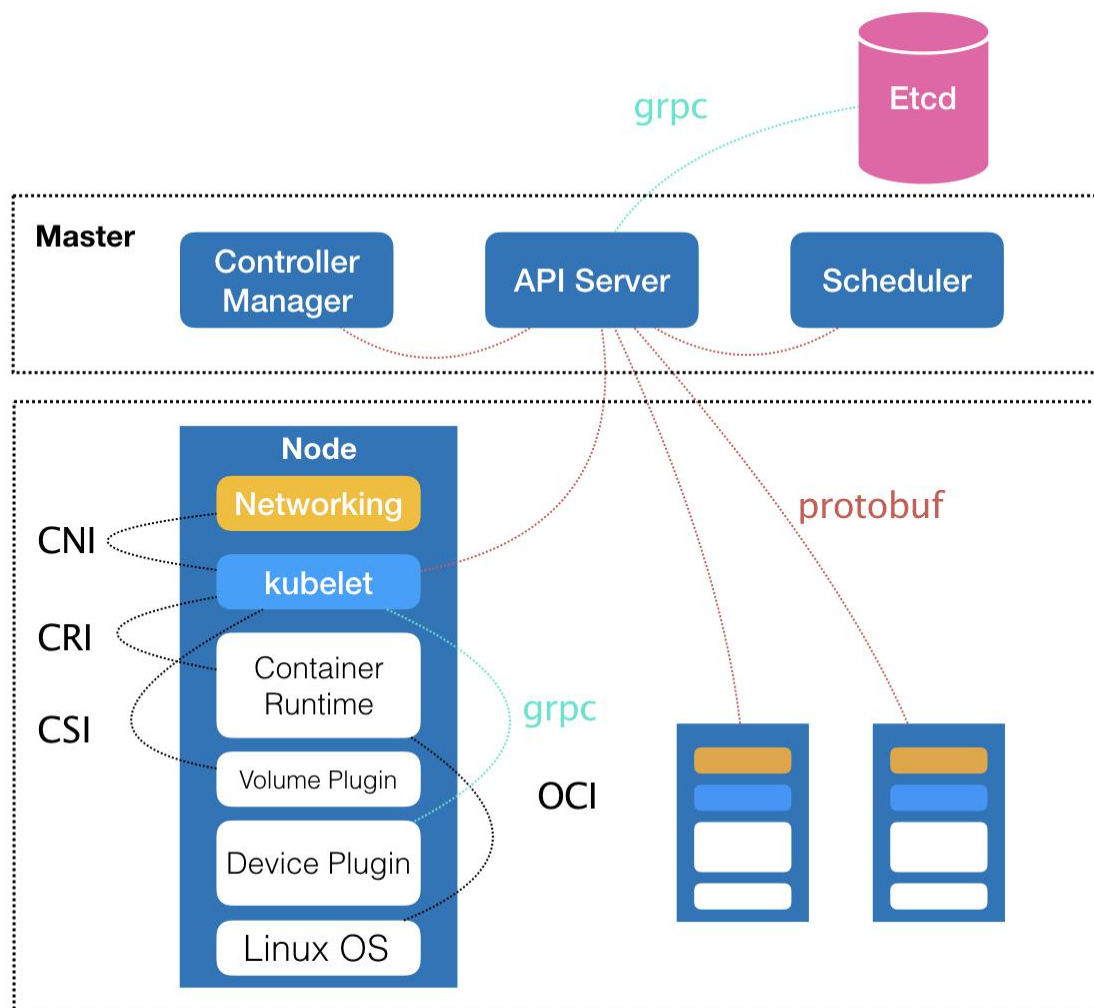 Etcd
grpc
Master
Controller
Manager
API Server
Scheduler
Node
Networking
CNI
kubelet
CRI
Container
Runtime
CSI
grpc
Volume Plugin
OCI
Device Plugin
Linux OS
protobuf